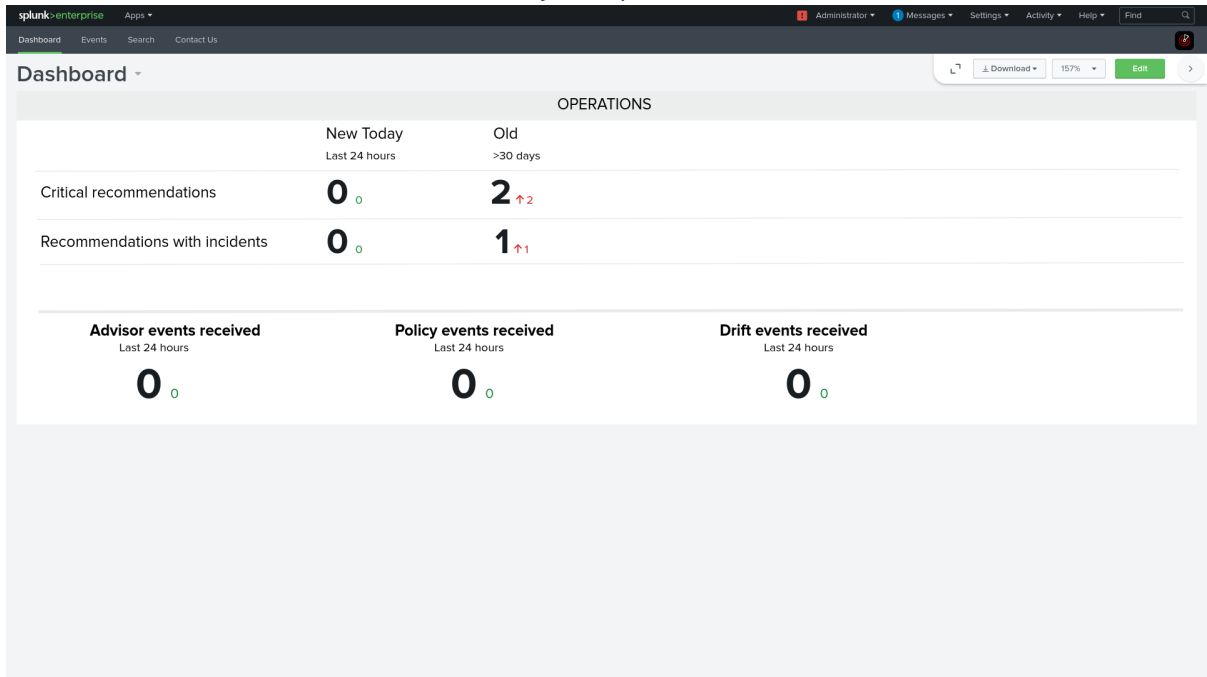 splunk>enterprise Apps Administrator 1 Messages Settings Activity Help Find
Dashboard Events Search Contact Us
Dashboard Download 157% Edit
OPERATIONS
New Today Old
Last 24 hours >30 days
Critical recommendations 0 0 2 ↑2
Recommendations with incidents 0 0 1 ↑1
Advisor events received Policy events received Drift events received
Last 24 hours Last 24 hours Last 24 hours
0 0 0 0 0 0